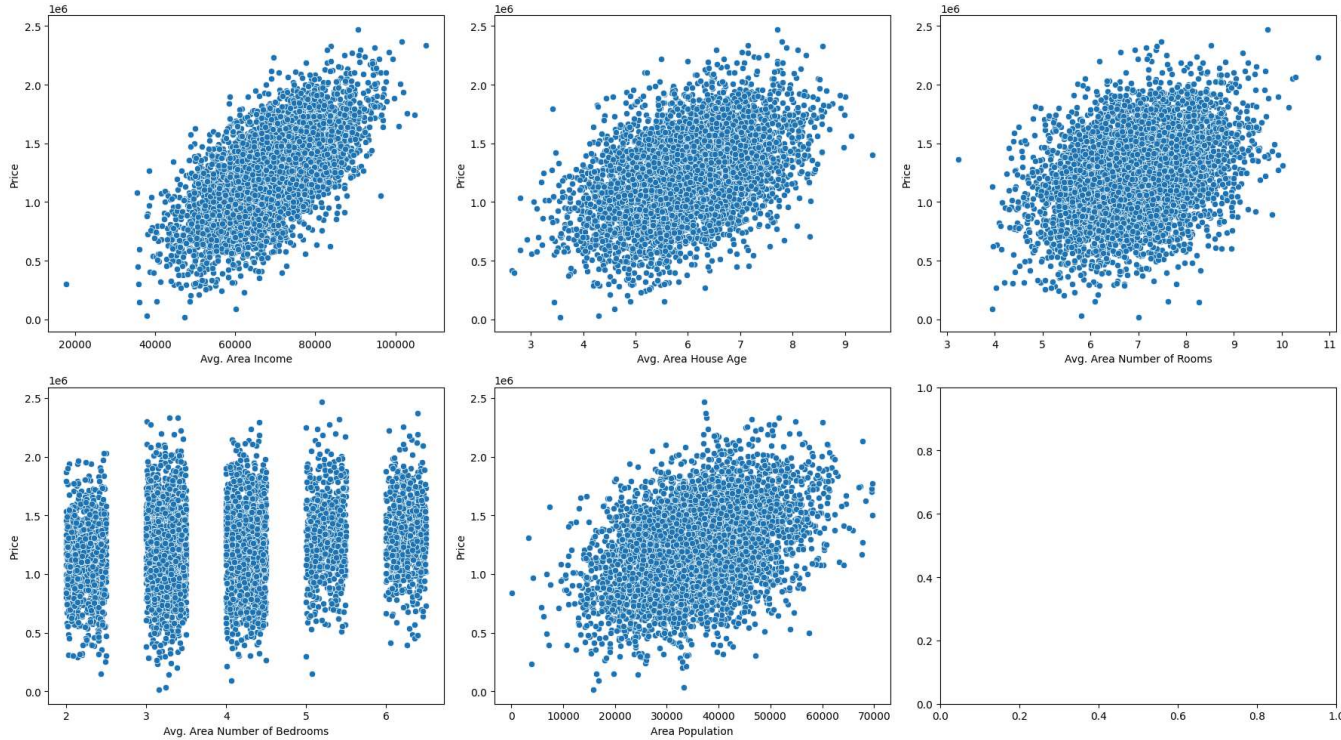 1e6
2.5
2.0
1.5
Price
1.0
0.5
0.0
20000 40000 60000 80000 100000
Avg. Area Income
1e6
2.5
2.0
1.5
Price
1.0
0.5
0.0
3 4 5 6 7 8 9
Avg. Area House Age
1e6
2.5
2.0
1.5
Price
1.0
0.5
0.0
3 4 5 6 7 8 9 10 11
Avg. Area Number of Rooms
1e6
2.5
2.0
1.5
Price
1.0
0.5
0.0
2 3 4 5 6
Avg. Area Number of Bedrooms
1e6
2.5
2.0
1.5
Price
1.0
0.5
0.0
0 10000 20000 30000 40000 50000 60000 70000
Area Population
1.0
0.8
0.6
0.4
0.2
0.0
0.0 0.2 0.4 0.6 0.8 1.0